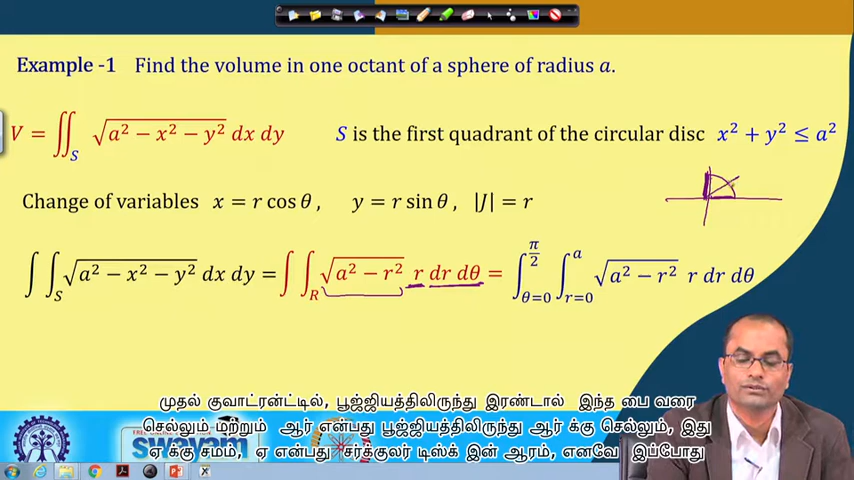 Example -1 Find the volume in one octant of a sphere of radius a.
V = ∬_S √(a² − x² − y²) dx dy S is the first quadrant of the circular disc x² + y² ≤ a²
Change of variables x = r cos θ , y = r sin θ , |J| = r
∫∫_S √(a² − x² − y²) dx dy = ∫∫_R √(a² − r²) r dr dθ = ∫_{θ=0}^{π/2} ∫_{r=0}^{a} √(a² − r²) r dr dθ
முதல் குவாட்ரன்ட்டில், பூஜ்ஜியத்திலிருந்து இரண்டால் இந்த பை வரை
செல்லும் மற்றும் ஆர் என்பது பூஜ்ஜியத்திலிருந்து ஆர் க்கு செல்லும், இது
ஏ க்கு சமம், ஏ என்பது சர்க்குலர் டிஸ்க் இன் ஆரம், எனவே இப்போது
swayam